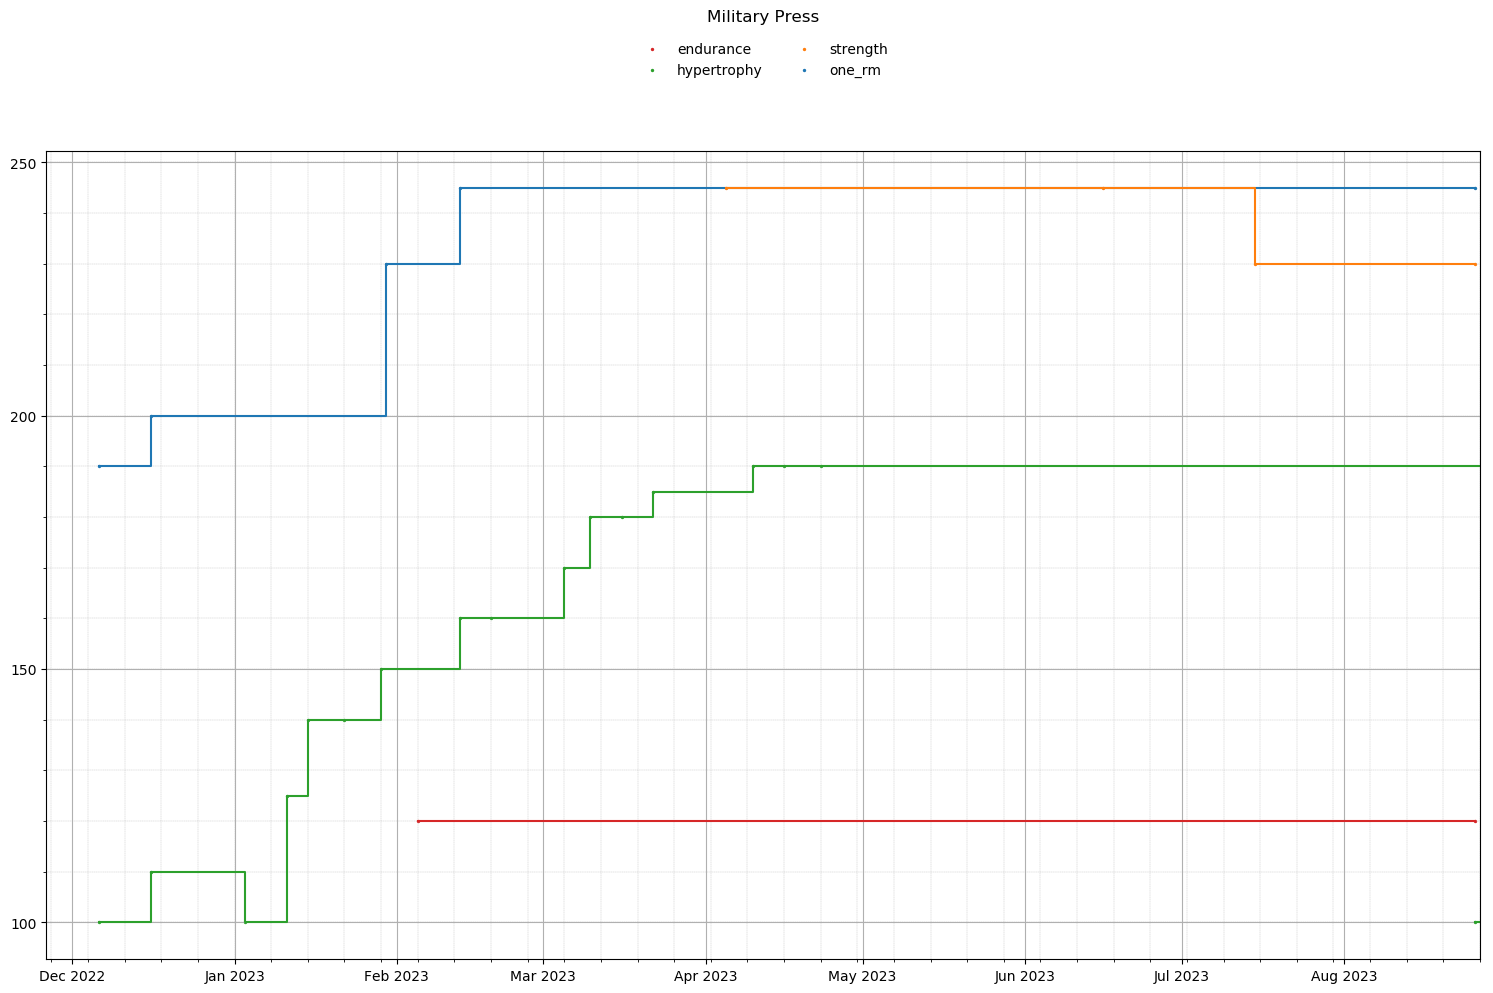 Military Press
endurance strength
hypertrophy one_rm
250
200
150
100
Dec 2022 Jan 2023 Feb 2023 Mar 2023 Apr 2023 May 2023 Jun 2023 Jul 2023 Aug 2023